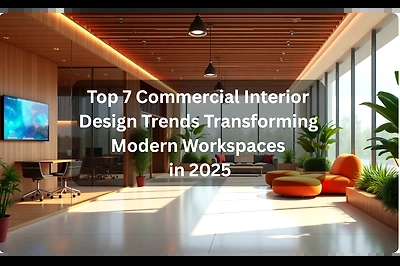 Top 7 Commercial Interior
Design Trends Transforming
Modern Workspaces
in 2025